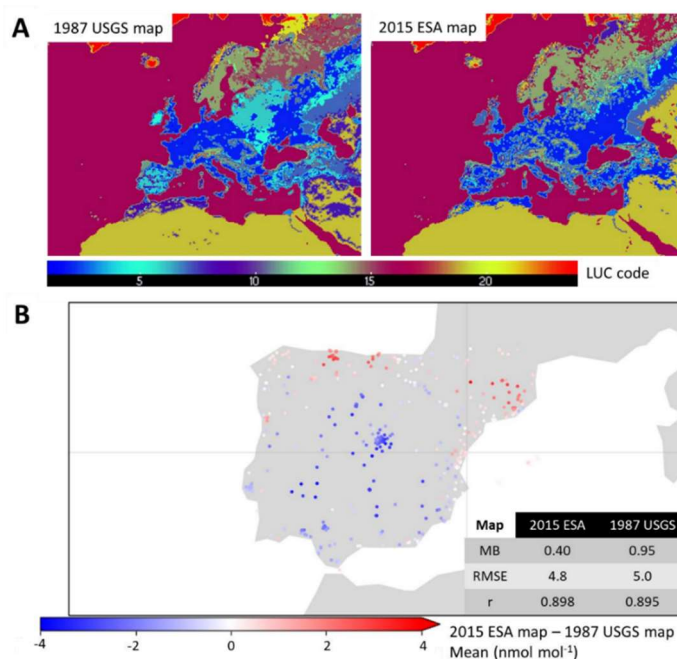 A
1987 USGS map
2015 ESA map
5 10 15 20
LUC code
B
Map 2015 ESA 1987 USGS
MB 0.40 0.95
RMSE 4.8 5.0
r 0.898 0.895
-4 -2 0 2 4
2015 ESA map – 1987 USGS map
Mean (nmol mol⁻¹)